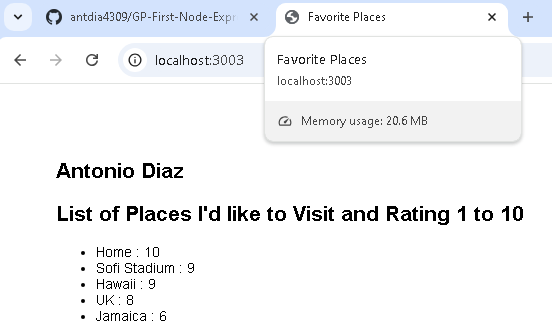 antdia4309/GP-First-Node-Expr
Favorite Places
localhost:3003
Favorite Places
localhost:3003
Memory usage: 20.6 MB
Antonio Diaz
List of Places I'd like to Visit and Rating 1 to 10
Home : 10
Sofi Stadium : 9
Hawaii : 9
UK : 8
Jamaica : 6